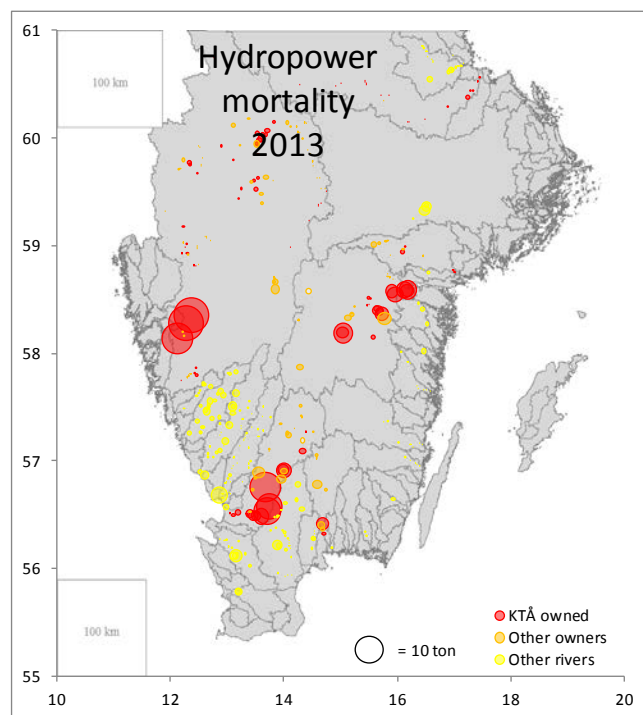 61
100 km
Hydropower
mortality
2013
60
59
58
57
56
100 km
KTÅ owned
Other owners
Other rivers
= 10 ton
55
10 12 14 16 18 20